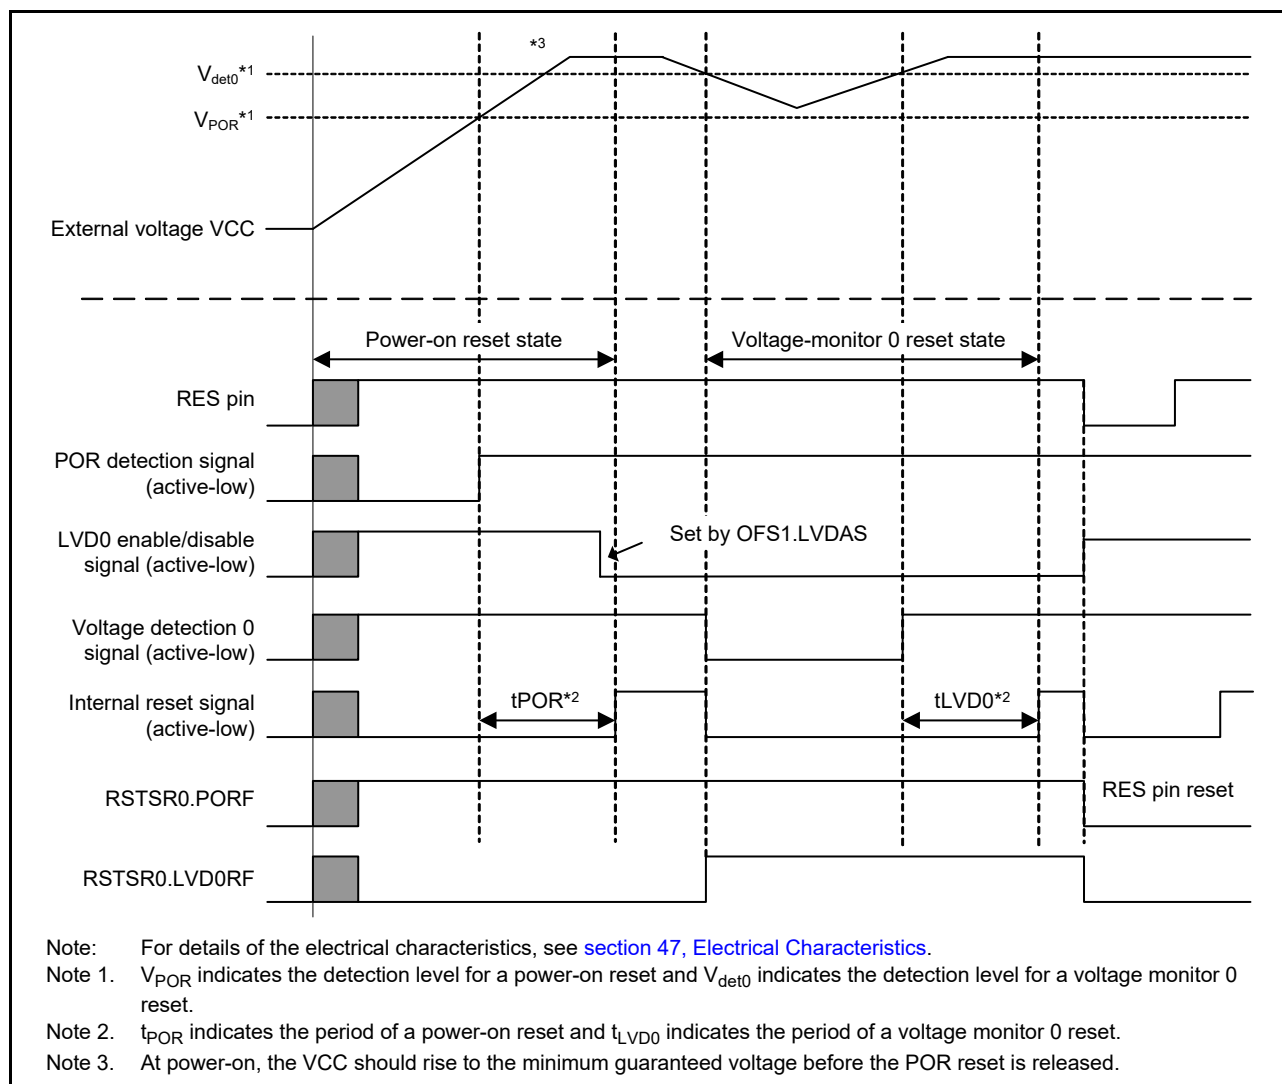 *3
Vdet0*1
VPOR*1
External voltage VCC
Power-on reset state
Voltage-monitor 0 reset state
RES pin
POR detection signal
(active-low)
LVD0 enable/disable
signal (active-low)
Set by OFS1.LVDAS
Voltage detection 0
signal (active-low)
Internal reset signal
(active-low)
tPOR*2
tLVD0*2
RSTSR0.PORF
RES pin reset
RSTSR0.LVD0RF
Note: For details of the electrical characteristics, see section 47, Electrical Characteristics.
Note 1. VPOR indicates the detection level for a power-on reset and Vdet0 indicates the detection level for a voltage monitor 0
reset.
Note 2. tPOR indicates the period of a power-on reset and tLVD0 indicates the period of a voltage monitor 0 reset.
Note 3. At power-on, the VCC should rise to the minimum guaranteed voltage before the POR reset is released.